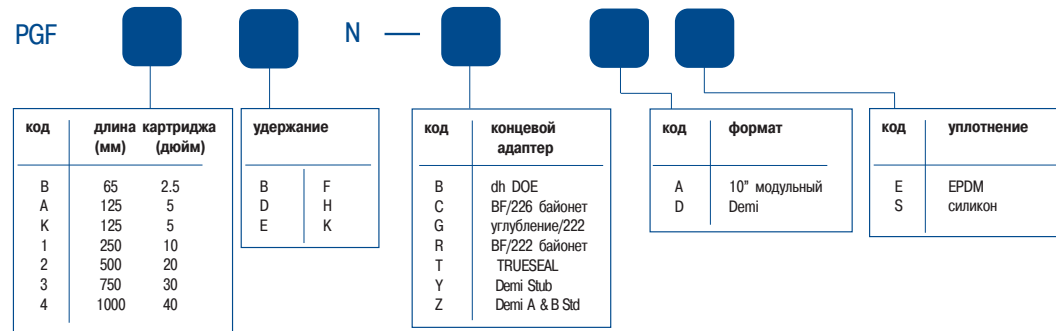 PGF N —
код длина картриджа
(мм) (дюйм)
B 65 2.5
A 125 5
K 125 5
1 250 10
2 500 20
3 750 30
4 1000 40
удержание
B F
D H
E K
код концевой
адаптер
B dh DOE
C BF/226 байонет
G углубление/222
R BF/222 байонет
T TRUESEAL
Y Demi Stub
Z Demi A & B Std
код формат
A 10” модульный
D Demi
код уплотнение
E EPDM
S силикон